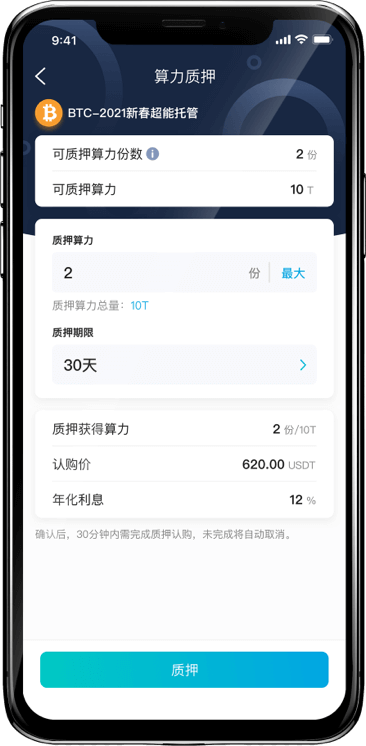 9:41
算力质押
BTC-2021新春超能托管
可质押算力份数 2 份
可质押算力 10 T
质押算力
2 份 最大
质押算力总量：10T
质押期限
30天
质押获得算力 2 份/10T
认购价 620.00 USDT
年化利息 12 %
确认后，30分钟内需完成质押认购，未完成将自动取消。
质押